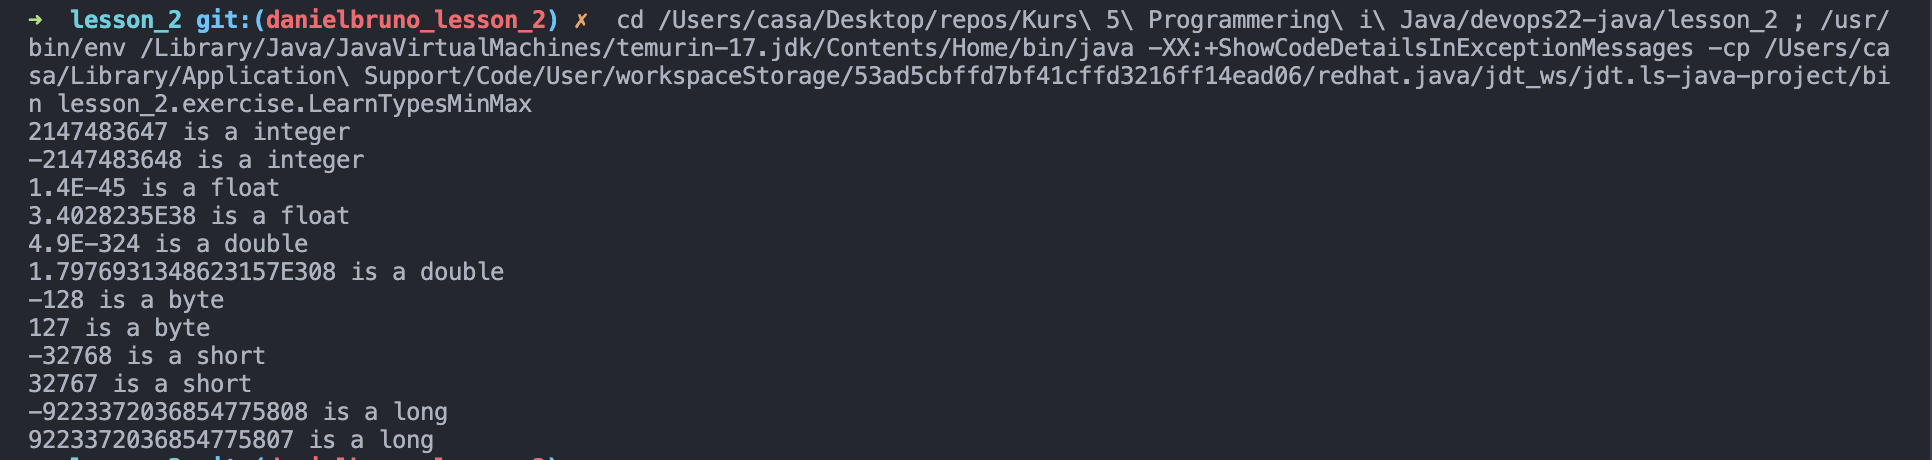 ➜  lesson_2 git:(danielbruno_lesson_2) ✗  cd /Users/casa/Desktop/repos/Kurs\ 5\ Programmering\ i\ Java/devops22-java/lesson_2 ; /usr/
bin/env /Library/Java/JavaVirtualMachines/temurin-17.jdk/Contents/Home/bin/java -XX:+ShowCodeDetailsInExceptionMessages -cp /Users/ca
sa/Library/Application\ Support/Code/User/workspaceStorage/53ad5cbffd7bf41cffd3216ff14ead06/redhat.java/jdt_ws/jdt.ls-java-project/bi
n lesson_2.exercise.LearnTypesMinMax
2147483647 is a integer
-2147483648 is a integer
1.4E-45 is a float
3.4028235E38 is a float
4.9E-324 is a double
1.7976931348623157E308 is a double
-128 is a byte
127 is a byte
-32768 is a short
32767 is a short
-9223372036854775808 is a long
9223372036854775807 is a long